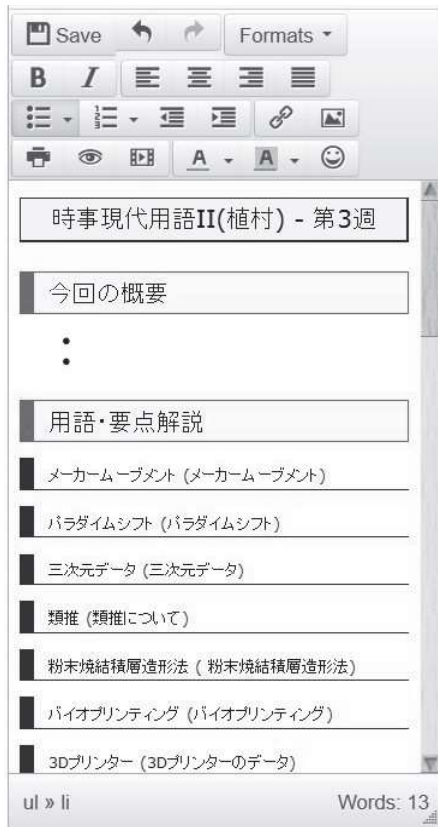 Save Formats
B I
A A
時事現代用語II(植村) - 第3週
今回の概要
用語・要点解説
メーカームーブメント (メーカームーブメント)
パラダイムシフト (パラダイムシフト)
三次元データ (三次元データ)
類推 (類推について)
粉末焼結積層造形法 ( 粉末焼結積層造形法)
バイオプリンティング (バイオプリンティング)
3Dプリンター (3Dプリンターのデータ)
ul » li Words: 13